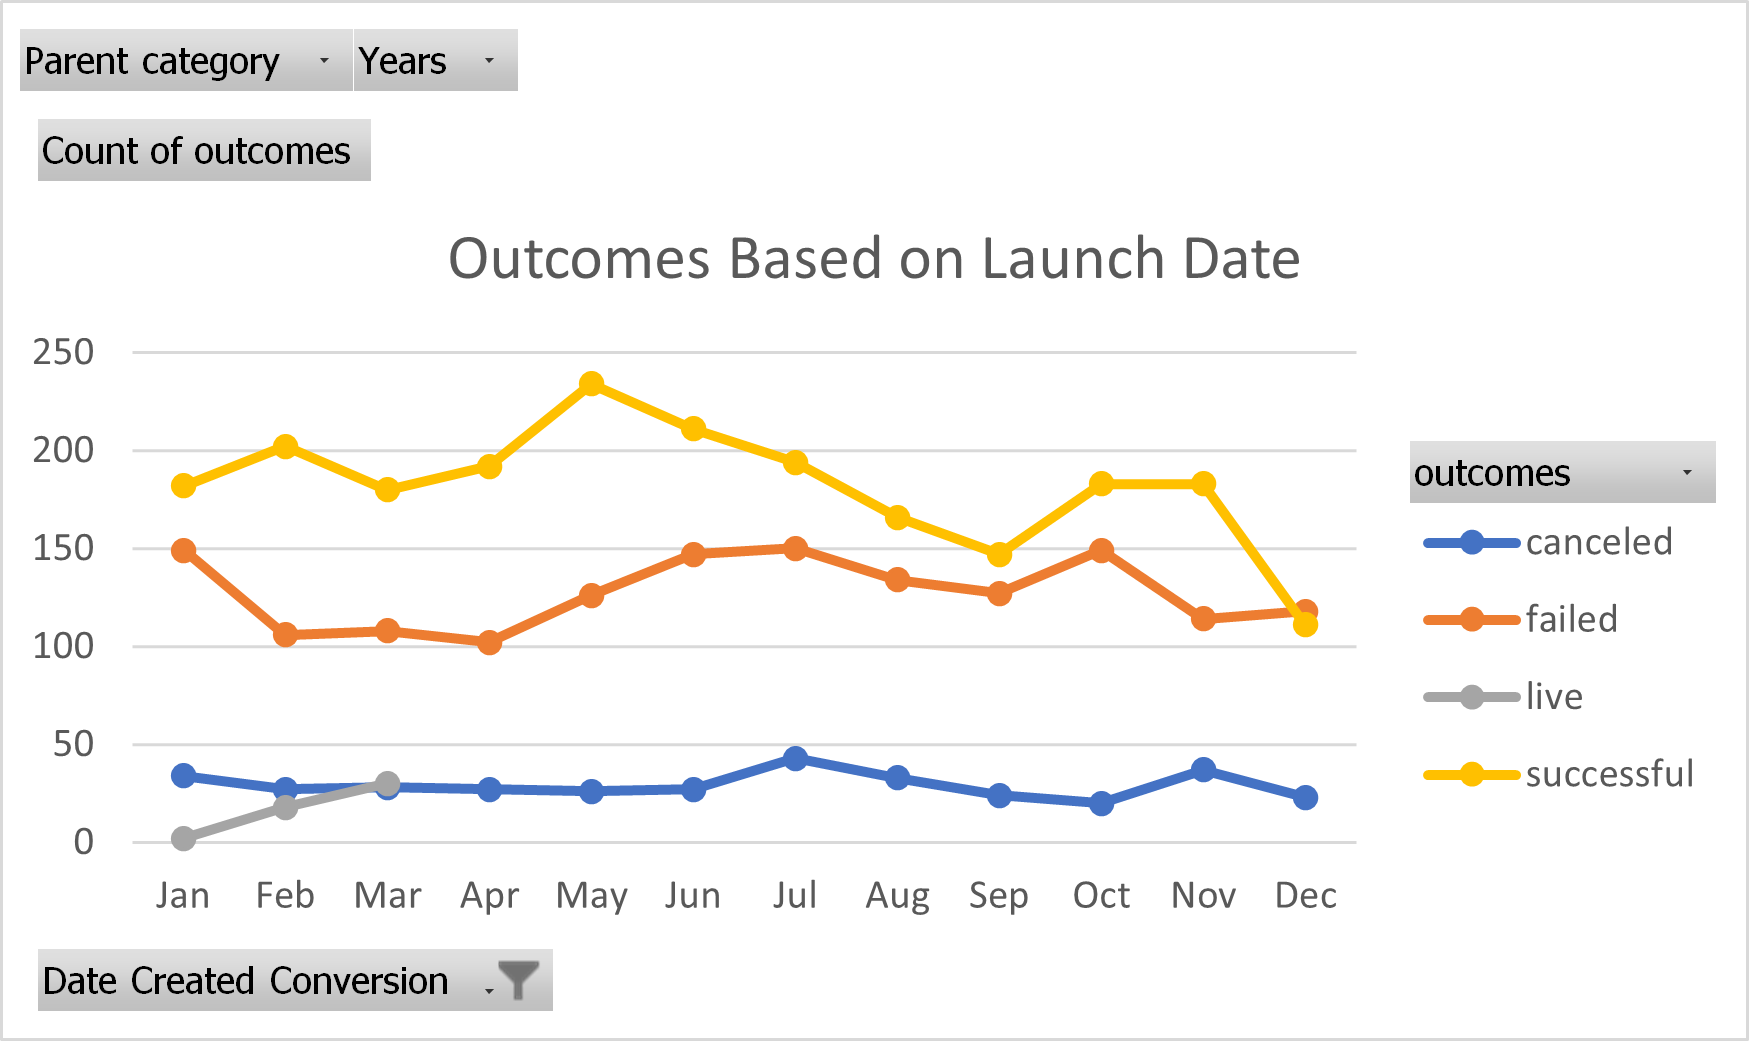 Parent category Years
Count of outcomes
Outcomes Based on Launch Date
250
200
150
100
50
0
Jan Feb Mar Apr May Jun Jul Aug Sep Oct Nov Dec
outcomes
canceled
failed
live
successful
Date Created Conversion